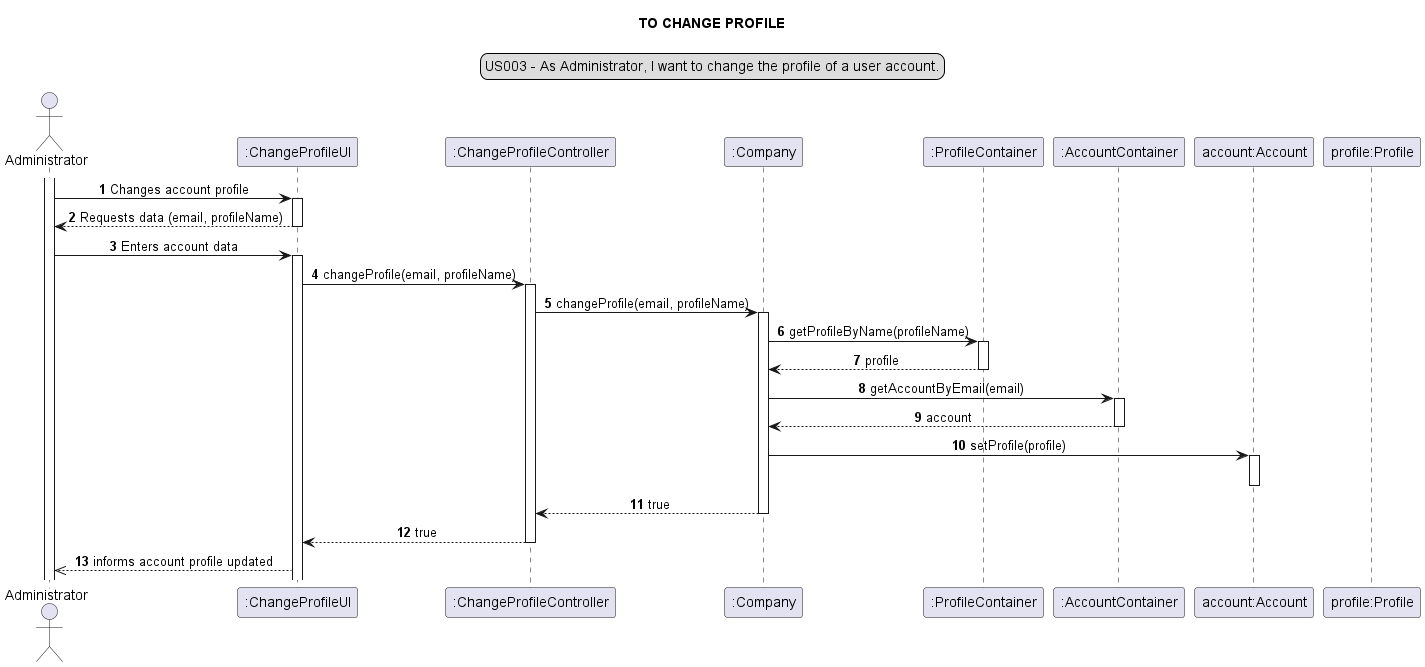 TO CHANGE PROFILE
US003 - As Administrator, I want to change the profile of a user account.
Administrator
:ChangeProfileUI
:ChangeProfileController
:Company
:ProfileContainer
:AccountContainer
account:Account
profile:Profile
1 Changes account profile
2 Requests data (email, profileName)
3 Enters account data
4 changeProfile(email, profileName)
5 changeProfile(email, profileName)
6 getProfileByName(profileName)
7 profile
8 getAccountByEmail(email)
9 account
10 setProfile(profile)
11 true
12 true
13 informs account profile updated
Administrator
:ChangeProfileUI
:ChangeProfileController
:Company
:ProfileContainer
:AccountContainer
account:Account
profile:Profile